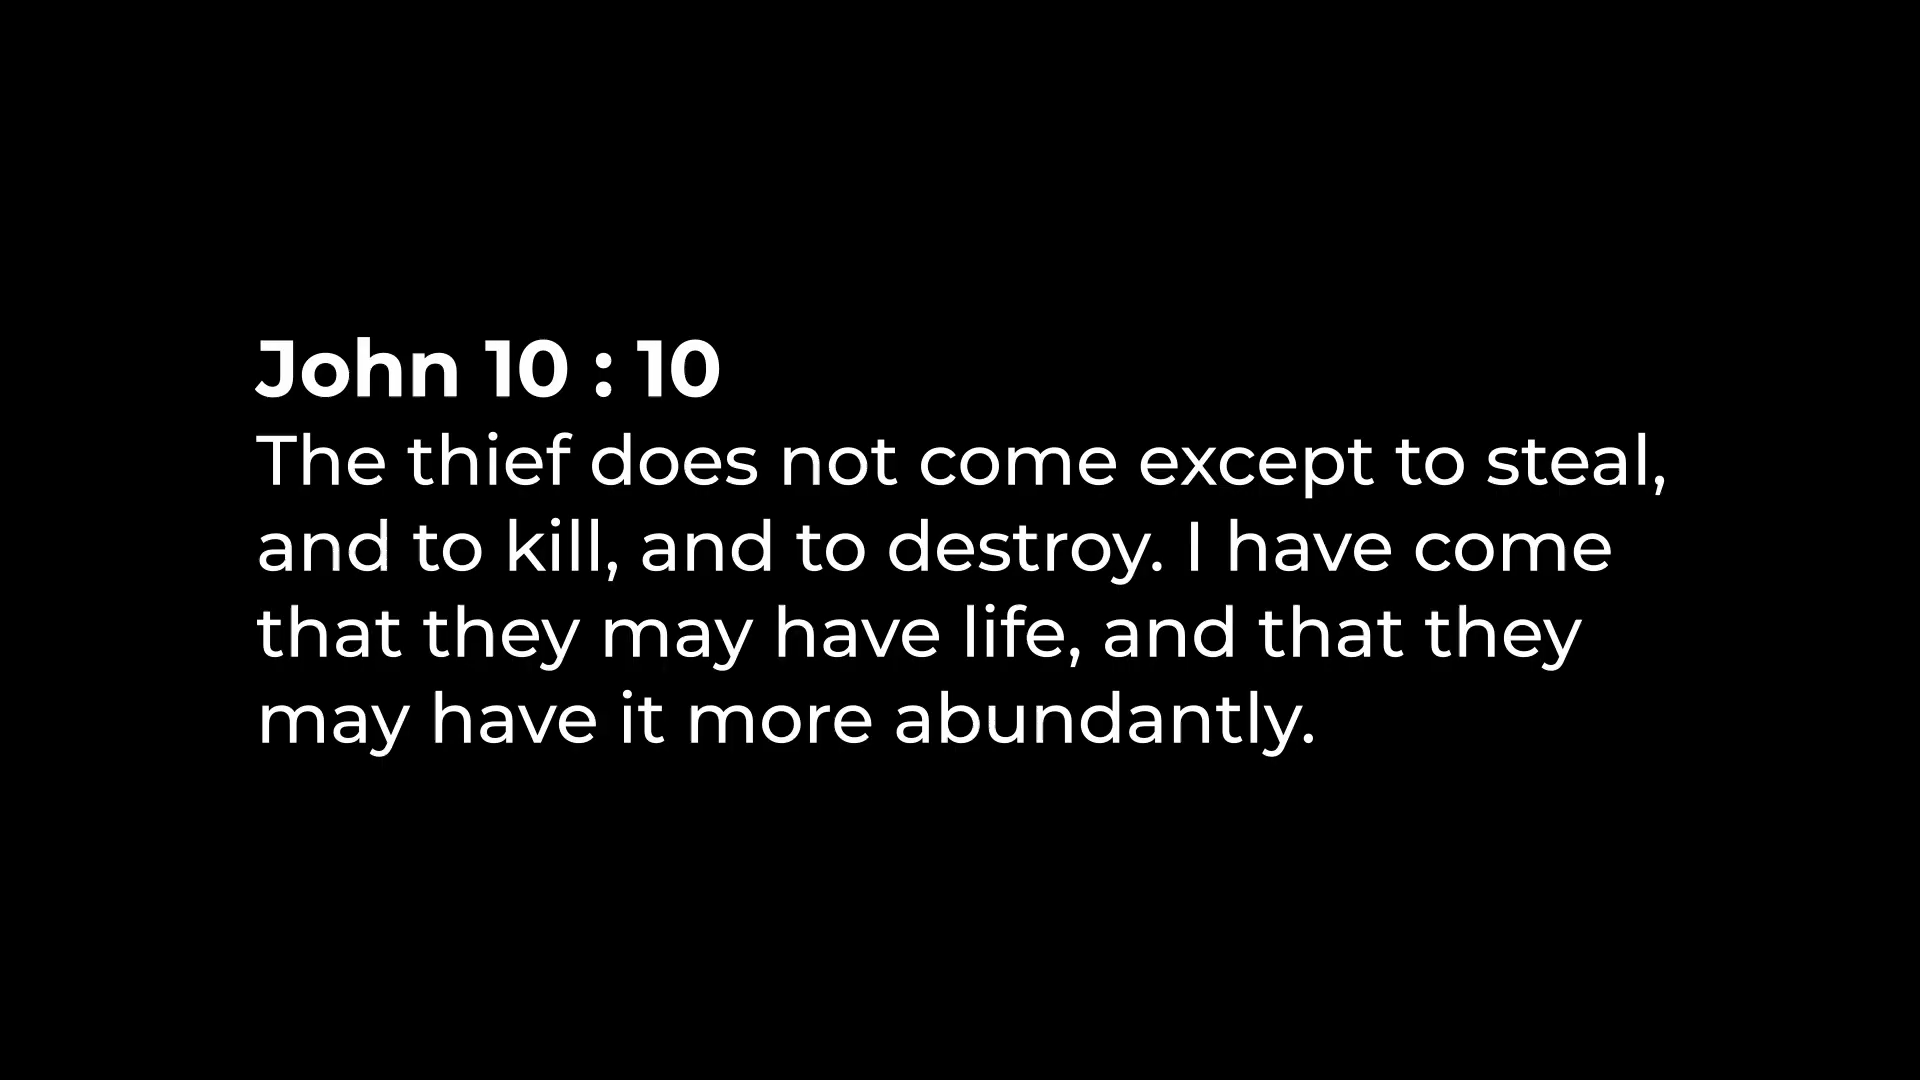 John 10 : 10
The thief does not come except to steal,
and to kill, and to destroy. I have come
that they may have life, and that they
may have it more abundantly.